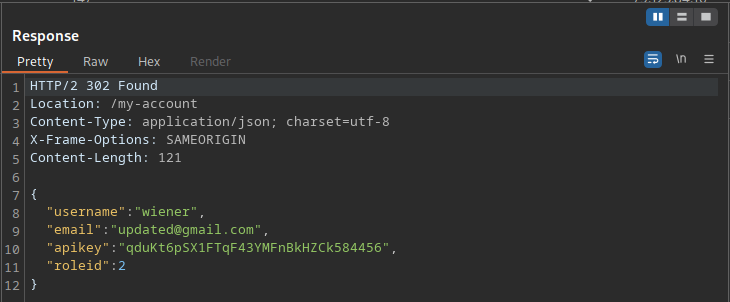 Response
Pretty Raw Hex Render
\n
1 HTTP/2 302 Found
2 Location: /my-account
3 Content-Type: application/json; charset=utf-8
4 X-Frame-Options: SAMEORIGIN
5 Content-Length: 121
6
7 {
8 "username":"wiener",
9 "email":"updated@gmail.com",
10 "apikey":"qduKt6pSX1FTqF43YMFnBkHZCk584456",
11 "roleid":2
12 }